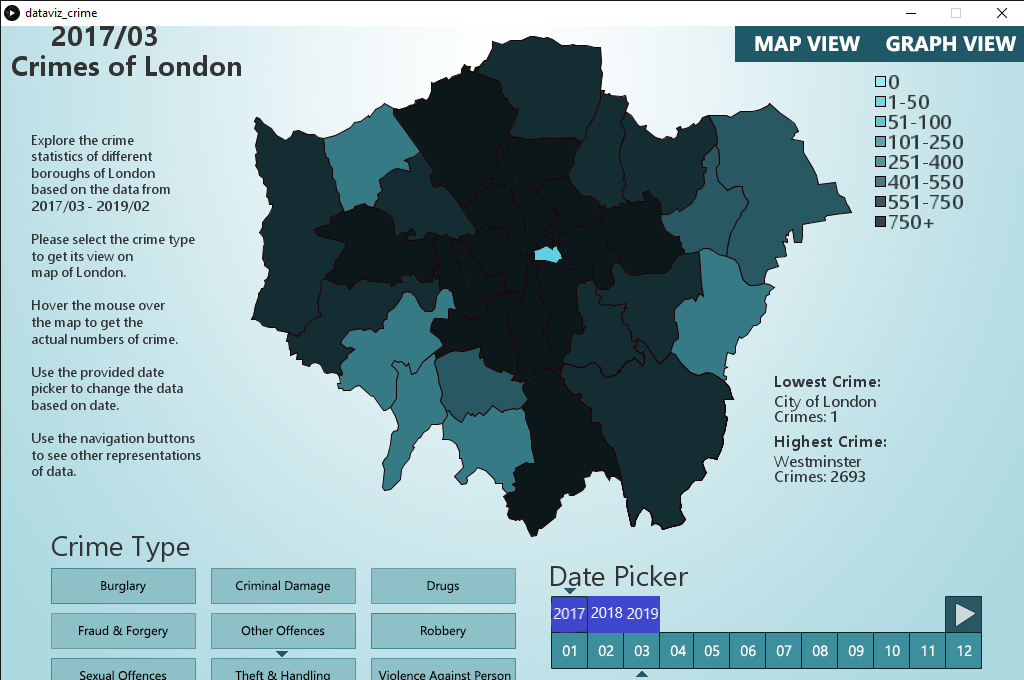 dataviz_crime
2017/03
Crimes of London
MAP VIEW
GRAPH VIEW
0
1-50
51-100
101-250
251-400
401-550
551-750
750+
Explore the crime
statistics of different
boroughs of London
based on the data from
2017/03 - 2019/02
Please select the crime type
to get its view on
map of London.
Hover the mouse over
the map to get the
actual numbers of crime.
Use the provided date
picker to change the data
based on date.
Use the navigation buttons
to see other representations
of data.
Lowest Crime:
City of London
Crimes: 1
Highest Crime:
Westminster
Crimes: 2693
Crime Type
Burglary
Criminal Damage
Drugs
Fraud & Forgery
Other Offences
Robbery
Sexual Offences
Theft & Handling
Violence Against Person
Date Picker
2017 2018 2019
01 02 03 04 05 06 07 08 09 10 11 12